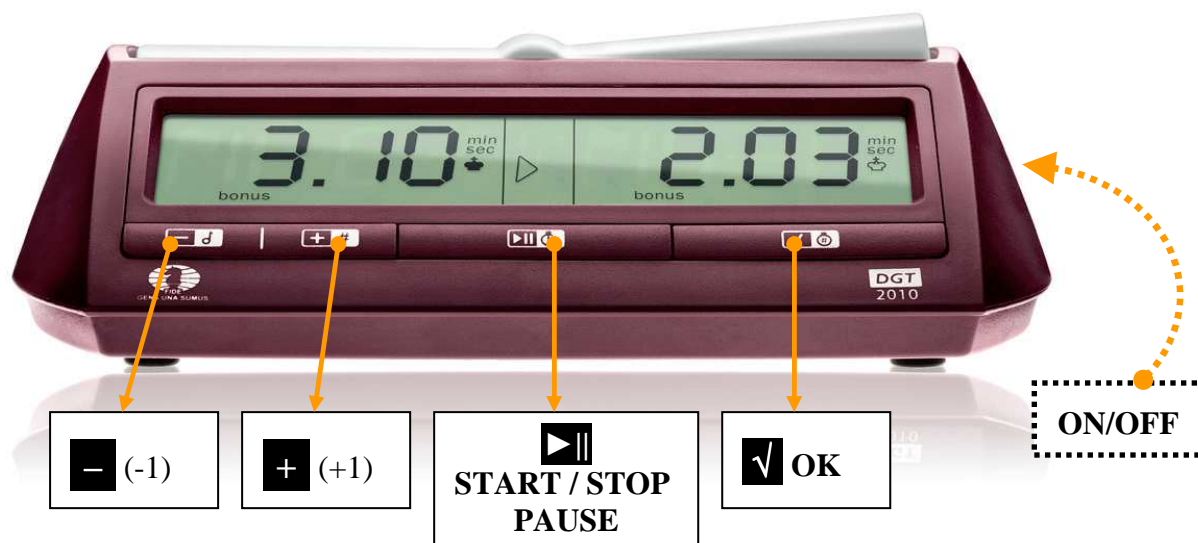 3.10 min sec
bonus
2.03 min sec
bonus
− +
#
FIDE
GENS UNA SUMUS
DGT
2010
− (-1)
+ (+1)
START / STOP
PAUSE
√ OK
ON/OFF